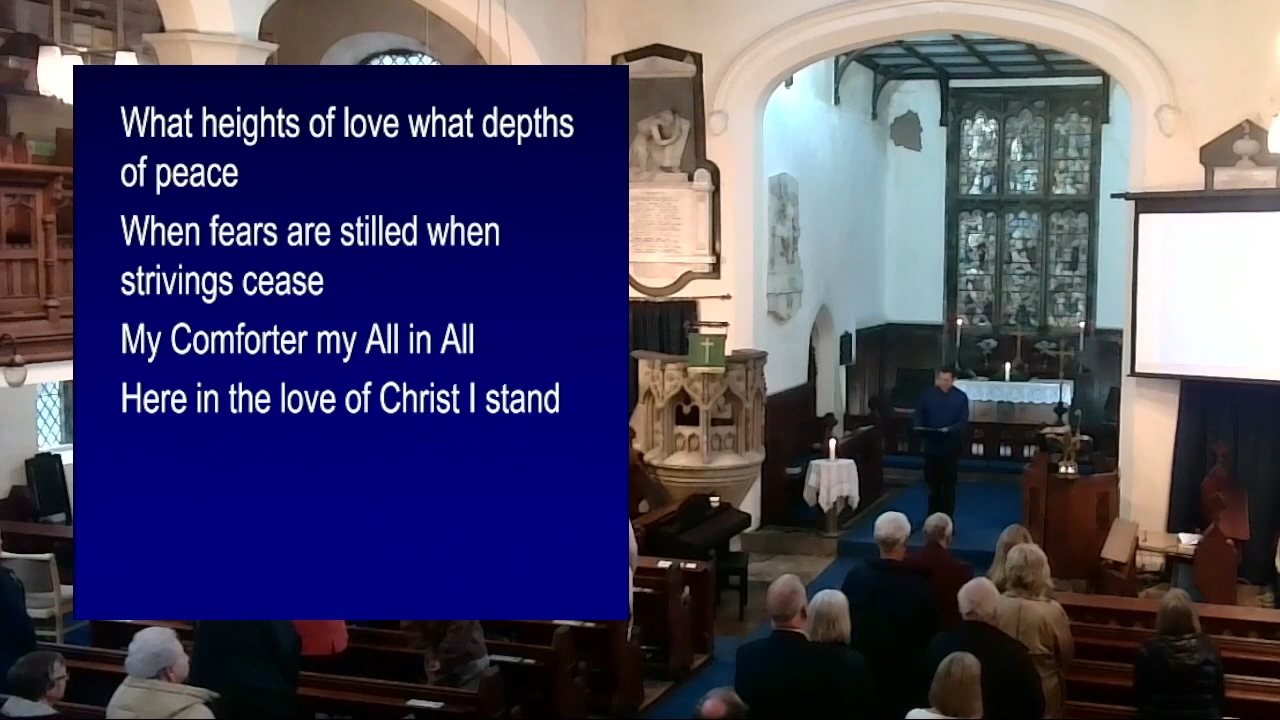 What heights of love what depths
of peace
When fears are stilled when
strivings cease
My Comforter my All in All
Here in the love of Christ I stand